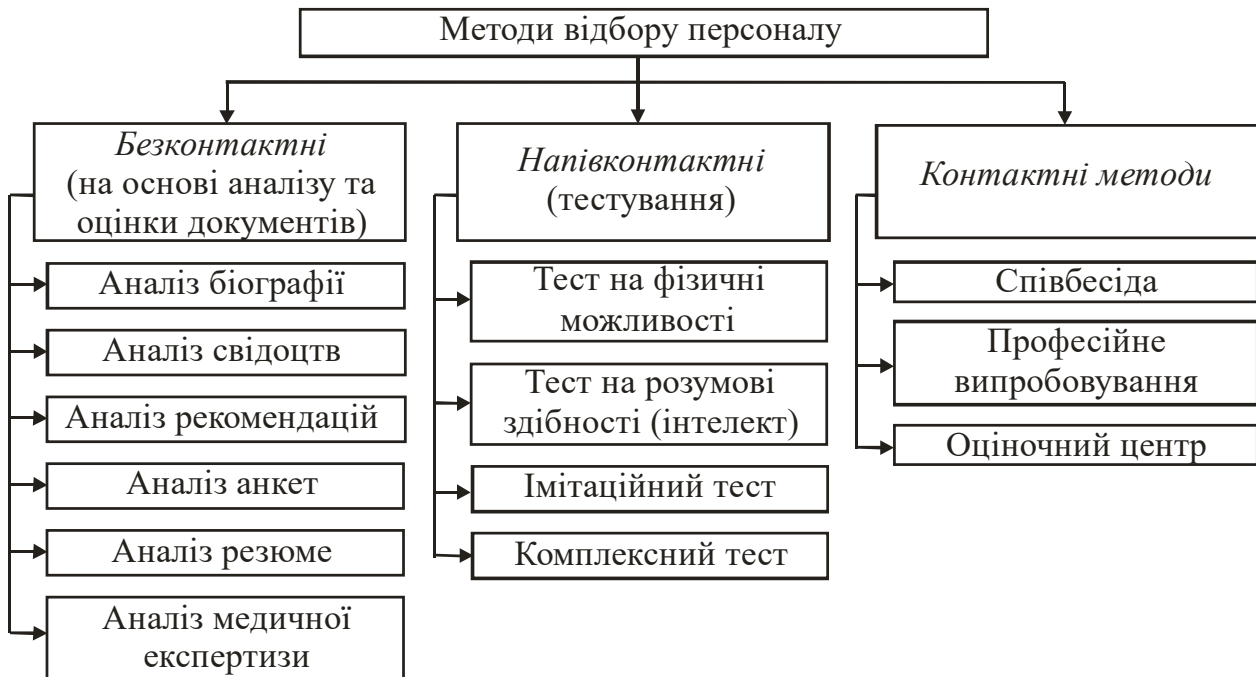 Методи відбору персоналу
Безконтактні
(на основі аналізу та
оцінки документів)
Аналіз біографії
Аналіз свідоцтв
Аналіз рекомендацій
Аналіз анкет
Аналіз резюме
Аналіз медичної
експертизи
Напівконтактні
(тестування)
Тест на фізичні
можливості
Тест на розумові
здібності (інтелект)
Імітаційний тест
Комплексний тест
Контактні методи
Співбесіда
Професійне
випробовування
Оціночний центр